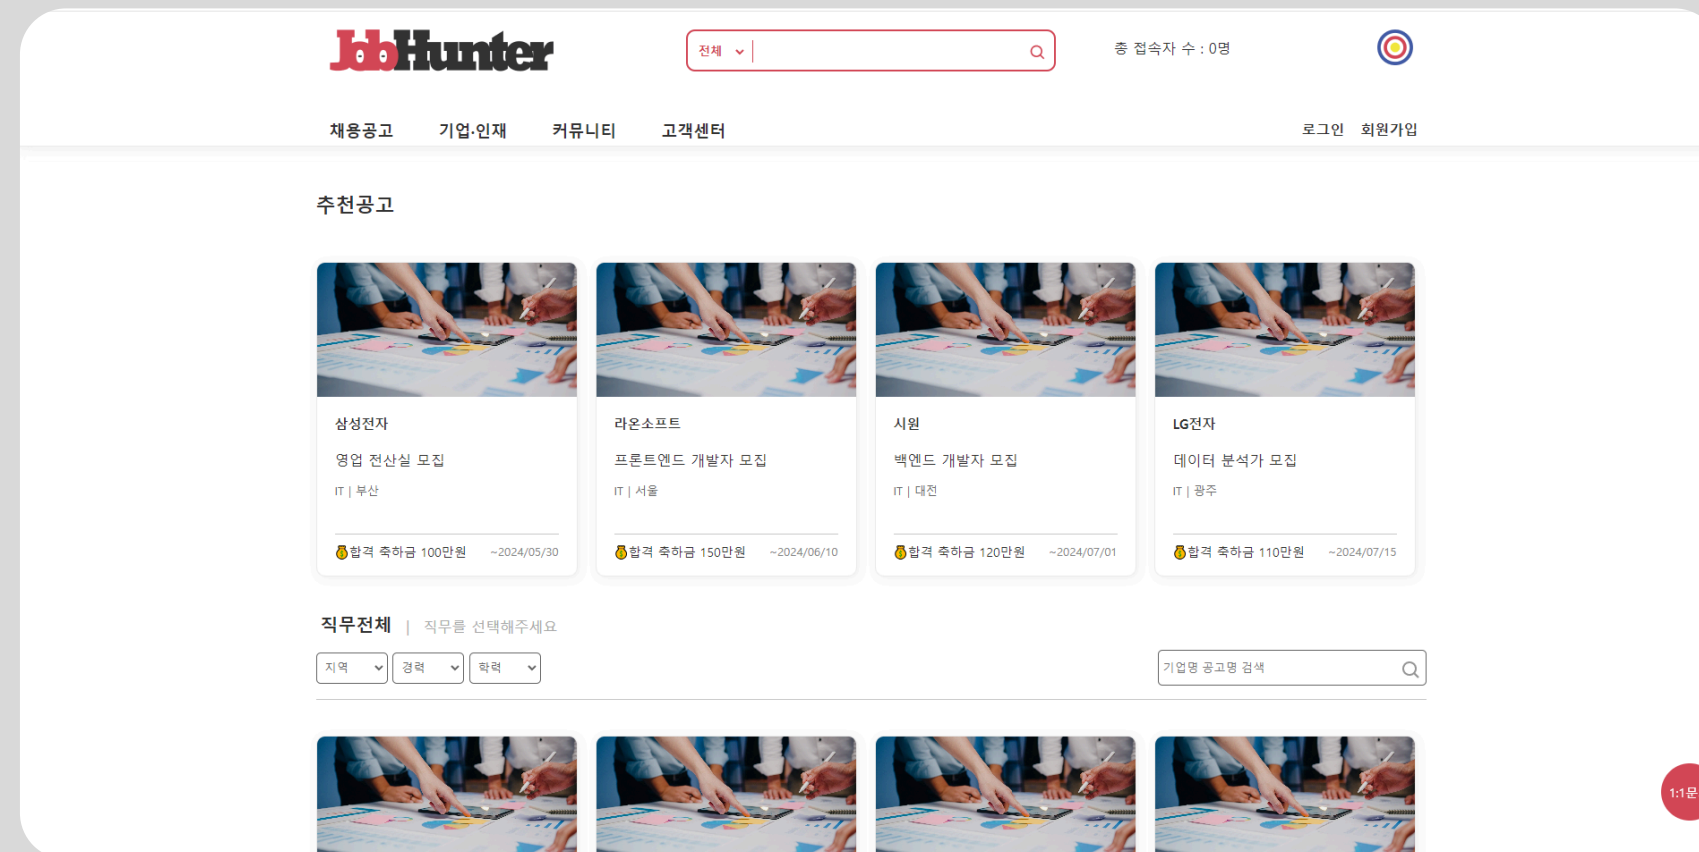 JobHunter
전체
총 접속자 수 : 0명
채용공고 기업·인재 커뮤니티 고객센터
로그인 회원가입
추천공고
삼성전자
영업 전산실 모집
IT | 부산
합격 축하금 100만원 ~2024/05/30
라온소프트
프론트엔드 개발자 모집
IT | 서울
합격 축하금 150만원 ~2024/06/10
시원
백엔드 개발자 모집
IT | 대전
합격 축하금 120만원 ~2024/07/01
LG전자
데이터 분석가 모집
IT | 광주
합격 축하금 110만원 ~2024/07/15
직무전체 | 직무를 선택해주세요
지역 경력 학력
기업명 공고명 검색
1:1문